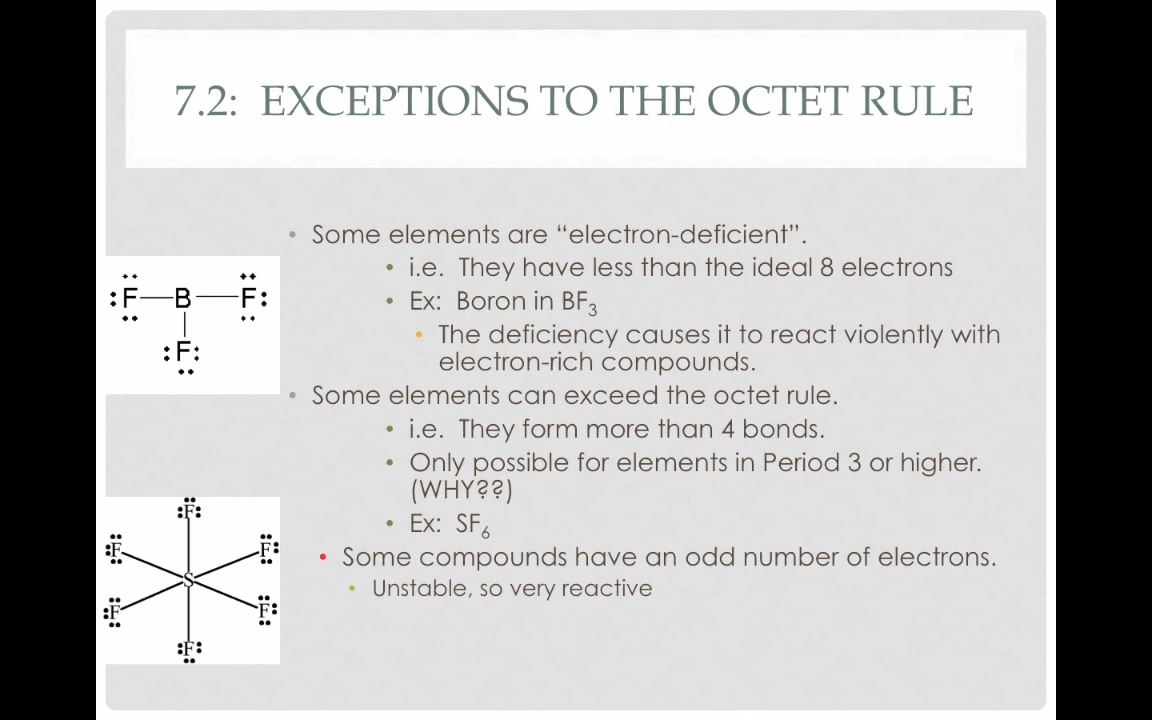 7.2: EXCEPTIONS TO THE OCTET RULE
• Some elements are “electron-deficient”.
• i.e. They have less than the ideal 8 electrons
• Ex: Boron in BF₃
• The deficiency causes it to react violently with
electron-rich compounds.
• Some elements can exceed the octet rule.
• i.e. They form more than 4 bonds.
• Only possible for elements in Period 3 or higher.
(WHY??)
• Ex: SF₆
• Some compounds have an odd number of electrons.
• Unstable, so very reactive
F B F
F
F
F F
S
F F
F